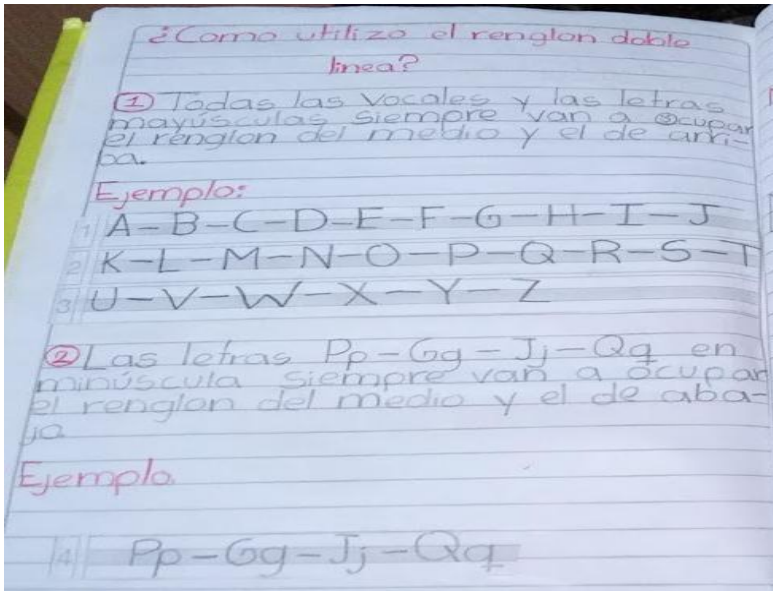 ¿Como utilizo el renglon doble
linea?
① Todas las vocales y las letras
mayúsculas siempre van a ocupar
el renglon del medio y el de arri-
ba.
Ejemplo:
1 A-B-C-D-E-F-G-H-I-J
2 K-L-M-N-O-P-Q-R-S-T
3 U-V-W-X-Y-Z
② Las letras Pp-Gg-Jj-Qq en
minúscula siempre van a ocupar
el renglon del medio y el de aba-
jo
Ejemplo
4 Pp-Gg-Jj-Qq